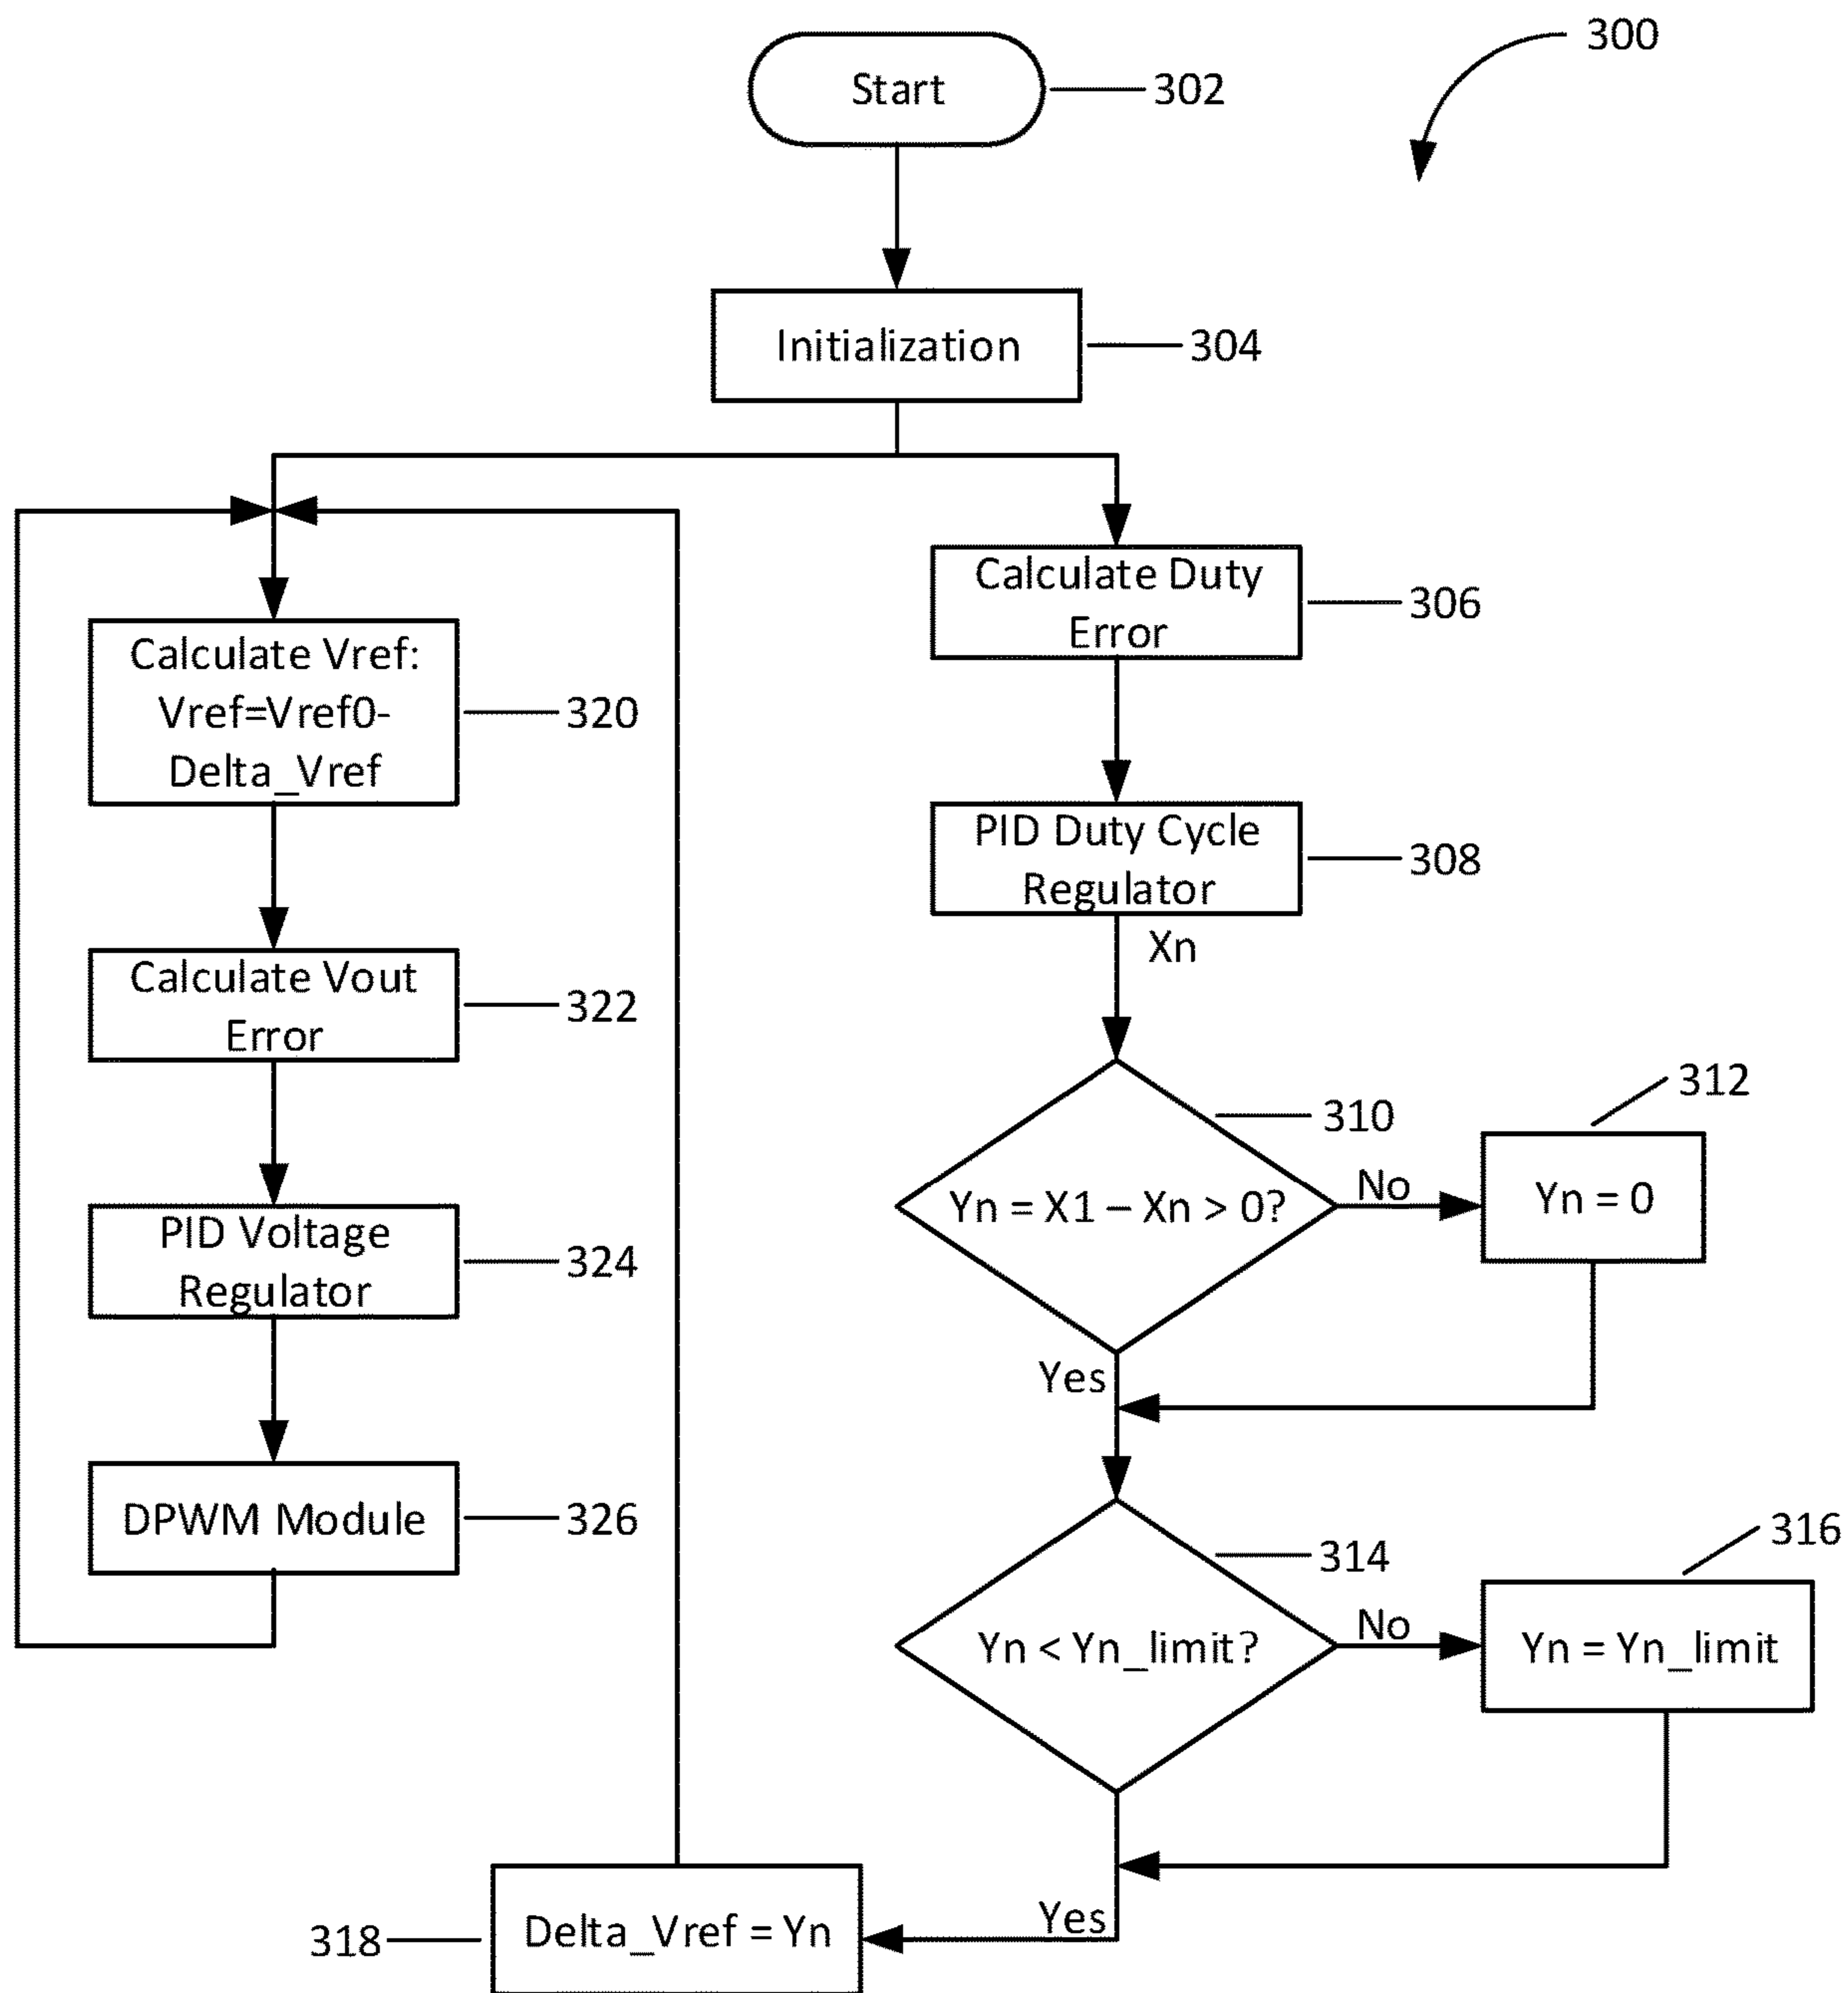 300
Start
302
Initialization
304
Calculate Duty
Error
306
Calculate Vref:
Vref=Vref0-
Delta_Vref
320
PID Duty Cycle
Regulator
308
Xn
Calculate Vout
Error
322
310
312
Yn = X1 – Xn > 0?
No
Yn = 0
Yes
PID Voltage
Regulator
324
DPWM Module
326
314
316
Yn < Yn_limit?
No
Yn = Yn_limit
Yes
318
Delta_Vref = Yn